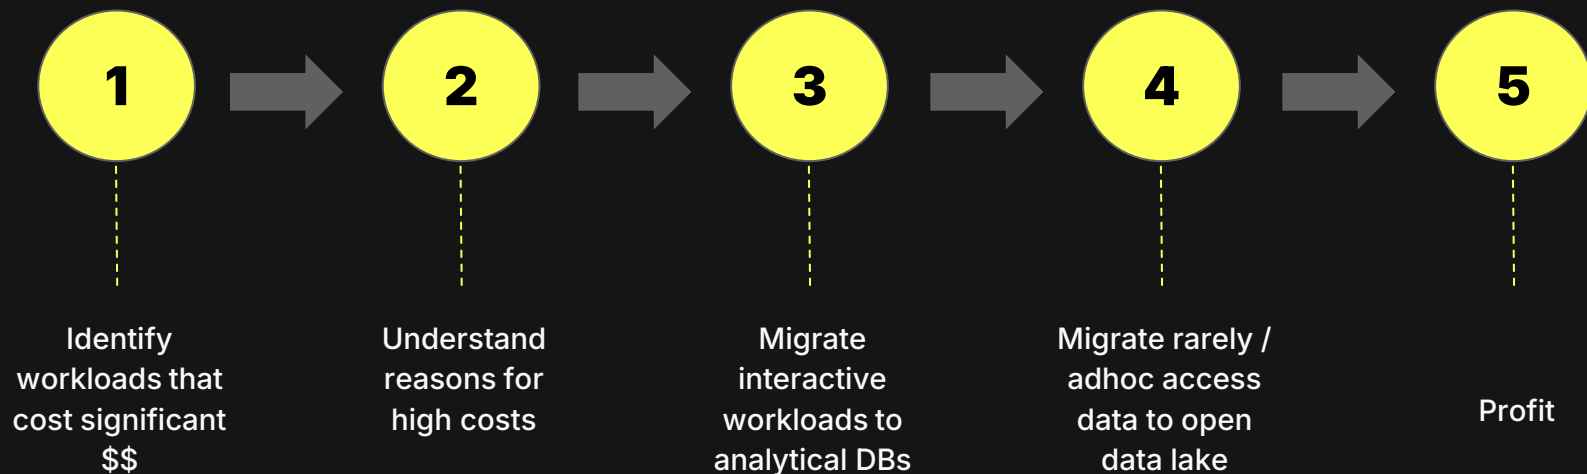 1
2
3
4
5
Identify
workloads that
cost significant
$$
Understand
reasons for
high costs
Migrate
interactive
workloads to
analytical DBs
Migrate rarely /
adhoc access
data to open
data lake
Profit